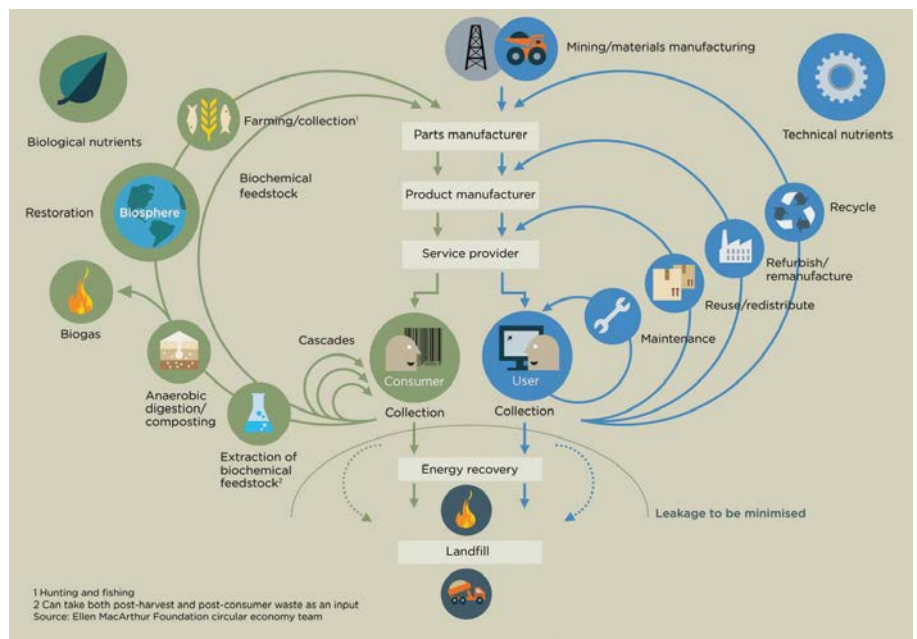 Mining/materials manufacturing
Biological nutrients
Farming/collection¹
Parts manufacturer
Technical nutrients
Biochemical
feedstock
Product manufacturer
Restoration
Biosphere
Recycle
Service provider
Refurbish/
remanufacture
Reuse/redistribute
Biogas
Cascades
Maintenance
Consumer
User
Anaerobic
digestion/
composting
Collection
Collection
Extraction of
biochemical
feedstock²
Energy recovery
Leakage to be minimised
Landfill
1 Hunting and fishing
2 Can take both post-harvest and post-consumer waste as an input
Source: Ellen MacArthur Foundation circular economy team